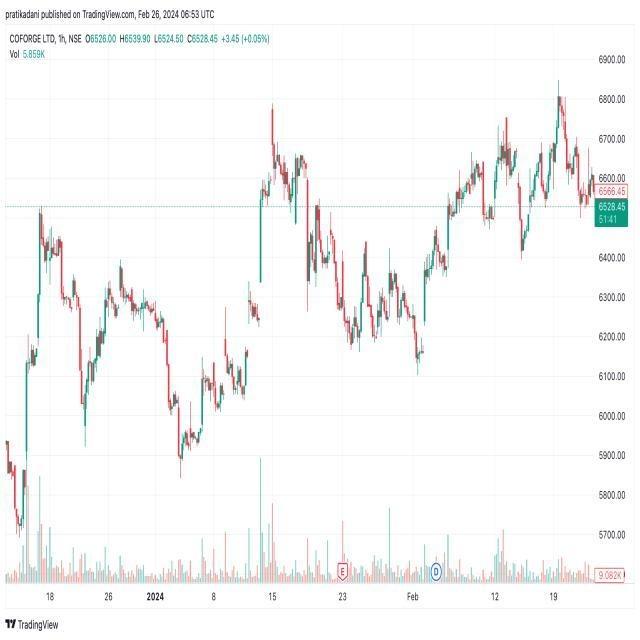 pratikadani published on TradingView.com, Feb 26, 2024 06:53 UTC
COFORGE LTD, 1h, NSE O6526.00 H6539.90 L6524.50 C6528.45 +3.45 (+0.05%)
Vol 5.859K
6900.00
6800.00
6700.00
6600.00
6566.45
6528.45
51:41
6400.00
6300.00
6200.00
6100.00
6000.00
5900.00
5800.00
5700.00
9.082K
E D
18 26 2024 8 15 23 Feb 12 19
TradingView